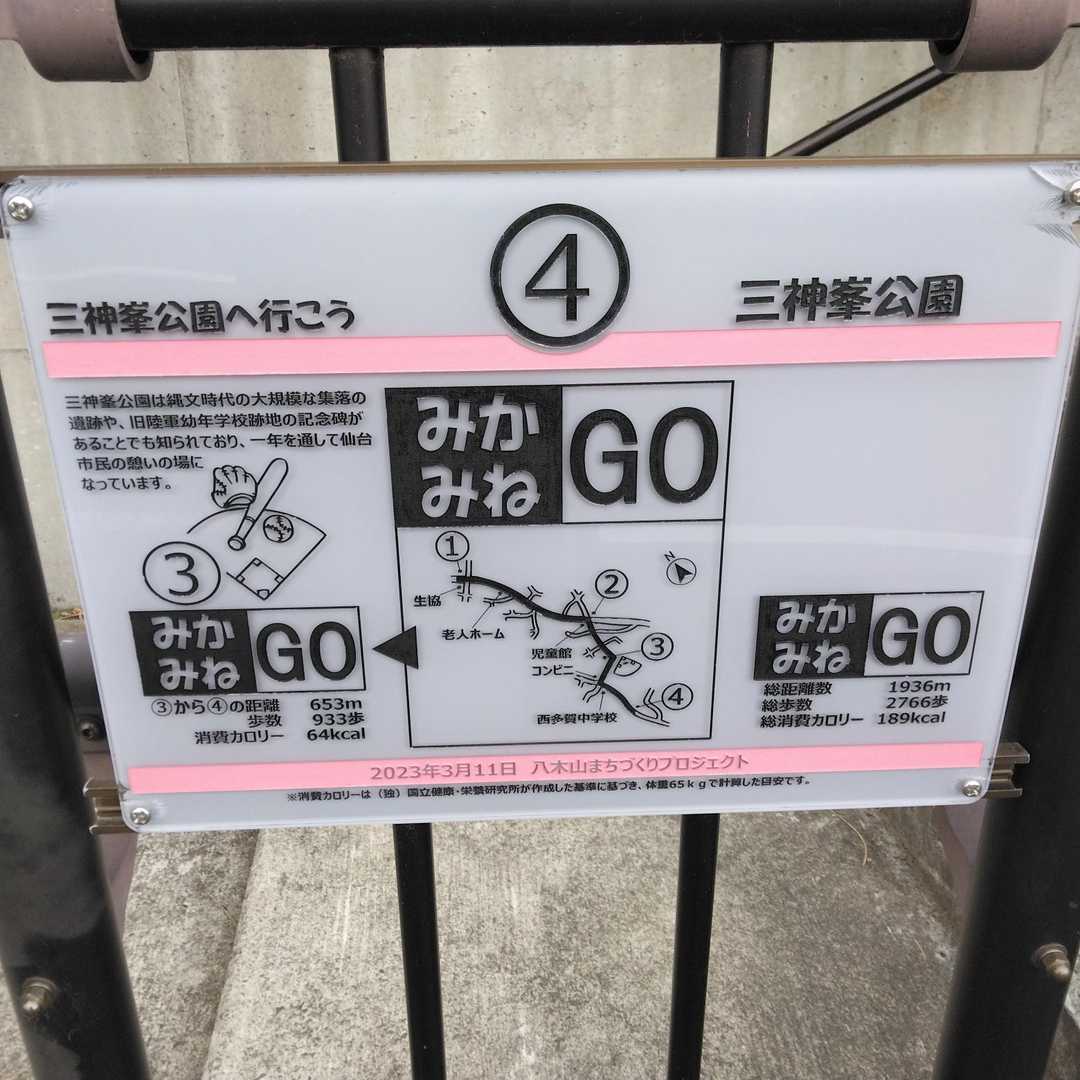 ④
三神峯公園へ行こう
三神峯公園
三神峯公園は縄文時代の大規模な集落の
遺跡や、旧陸軍幼年学校跡地の記念碑が
あることでも知られており、一年を通して仙台
市民の憩いの場に
なっています。
③
みか
みね
GO
③から④の距離 653m
歩数 933歩
消費カロリー 64kcal
みか
みね
GO
①
N
②
生協
老人ホーム
③
児童館
コンビニ
④
西多賀中学校
みか
みね
GO
総距離数 1936m
総歩数 2766歩
総消費カロリー 189kcal
2023年3月11日 八木山まちづくりプロジェクト
※消費カロリーは（独）国立健康・栄養研究所が作成した基準に基づき、体重65kgで計算した目安です。